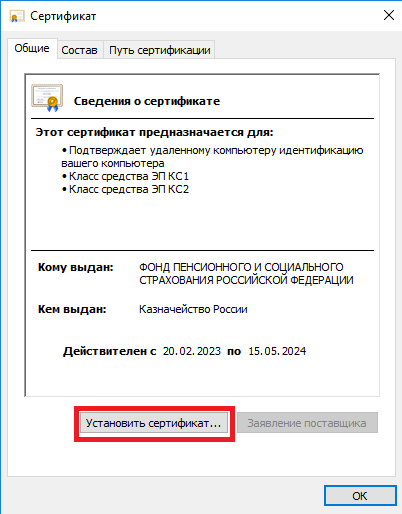 Сертификат
Общие Состав Путь сертификации
Сведения о сертификате
Этот сертификат предназначается для:
• Подтверждает удаленному компьютеру идентификацию
вашего компьютера
• Класс средства ЭП КС1
• Класс средства ЭП КС2
Кому выдан: ФОНД ПЕНСИОННОГО И СОЦИАЛЬНОГО
СТРАХОВАНИЯ РОССИЙСКОЙ ФЕДЕРАЦИИ
Кем выдан: Казначейство России
Действителен с 20.02.2023 по 15.05.2024
Установить сертификат... Заявление поставщика
ОК